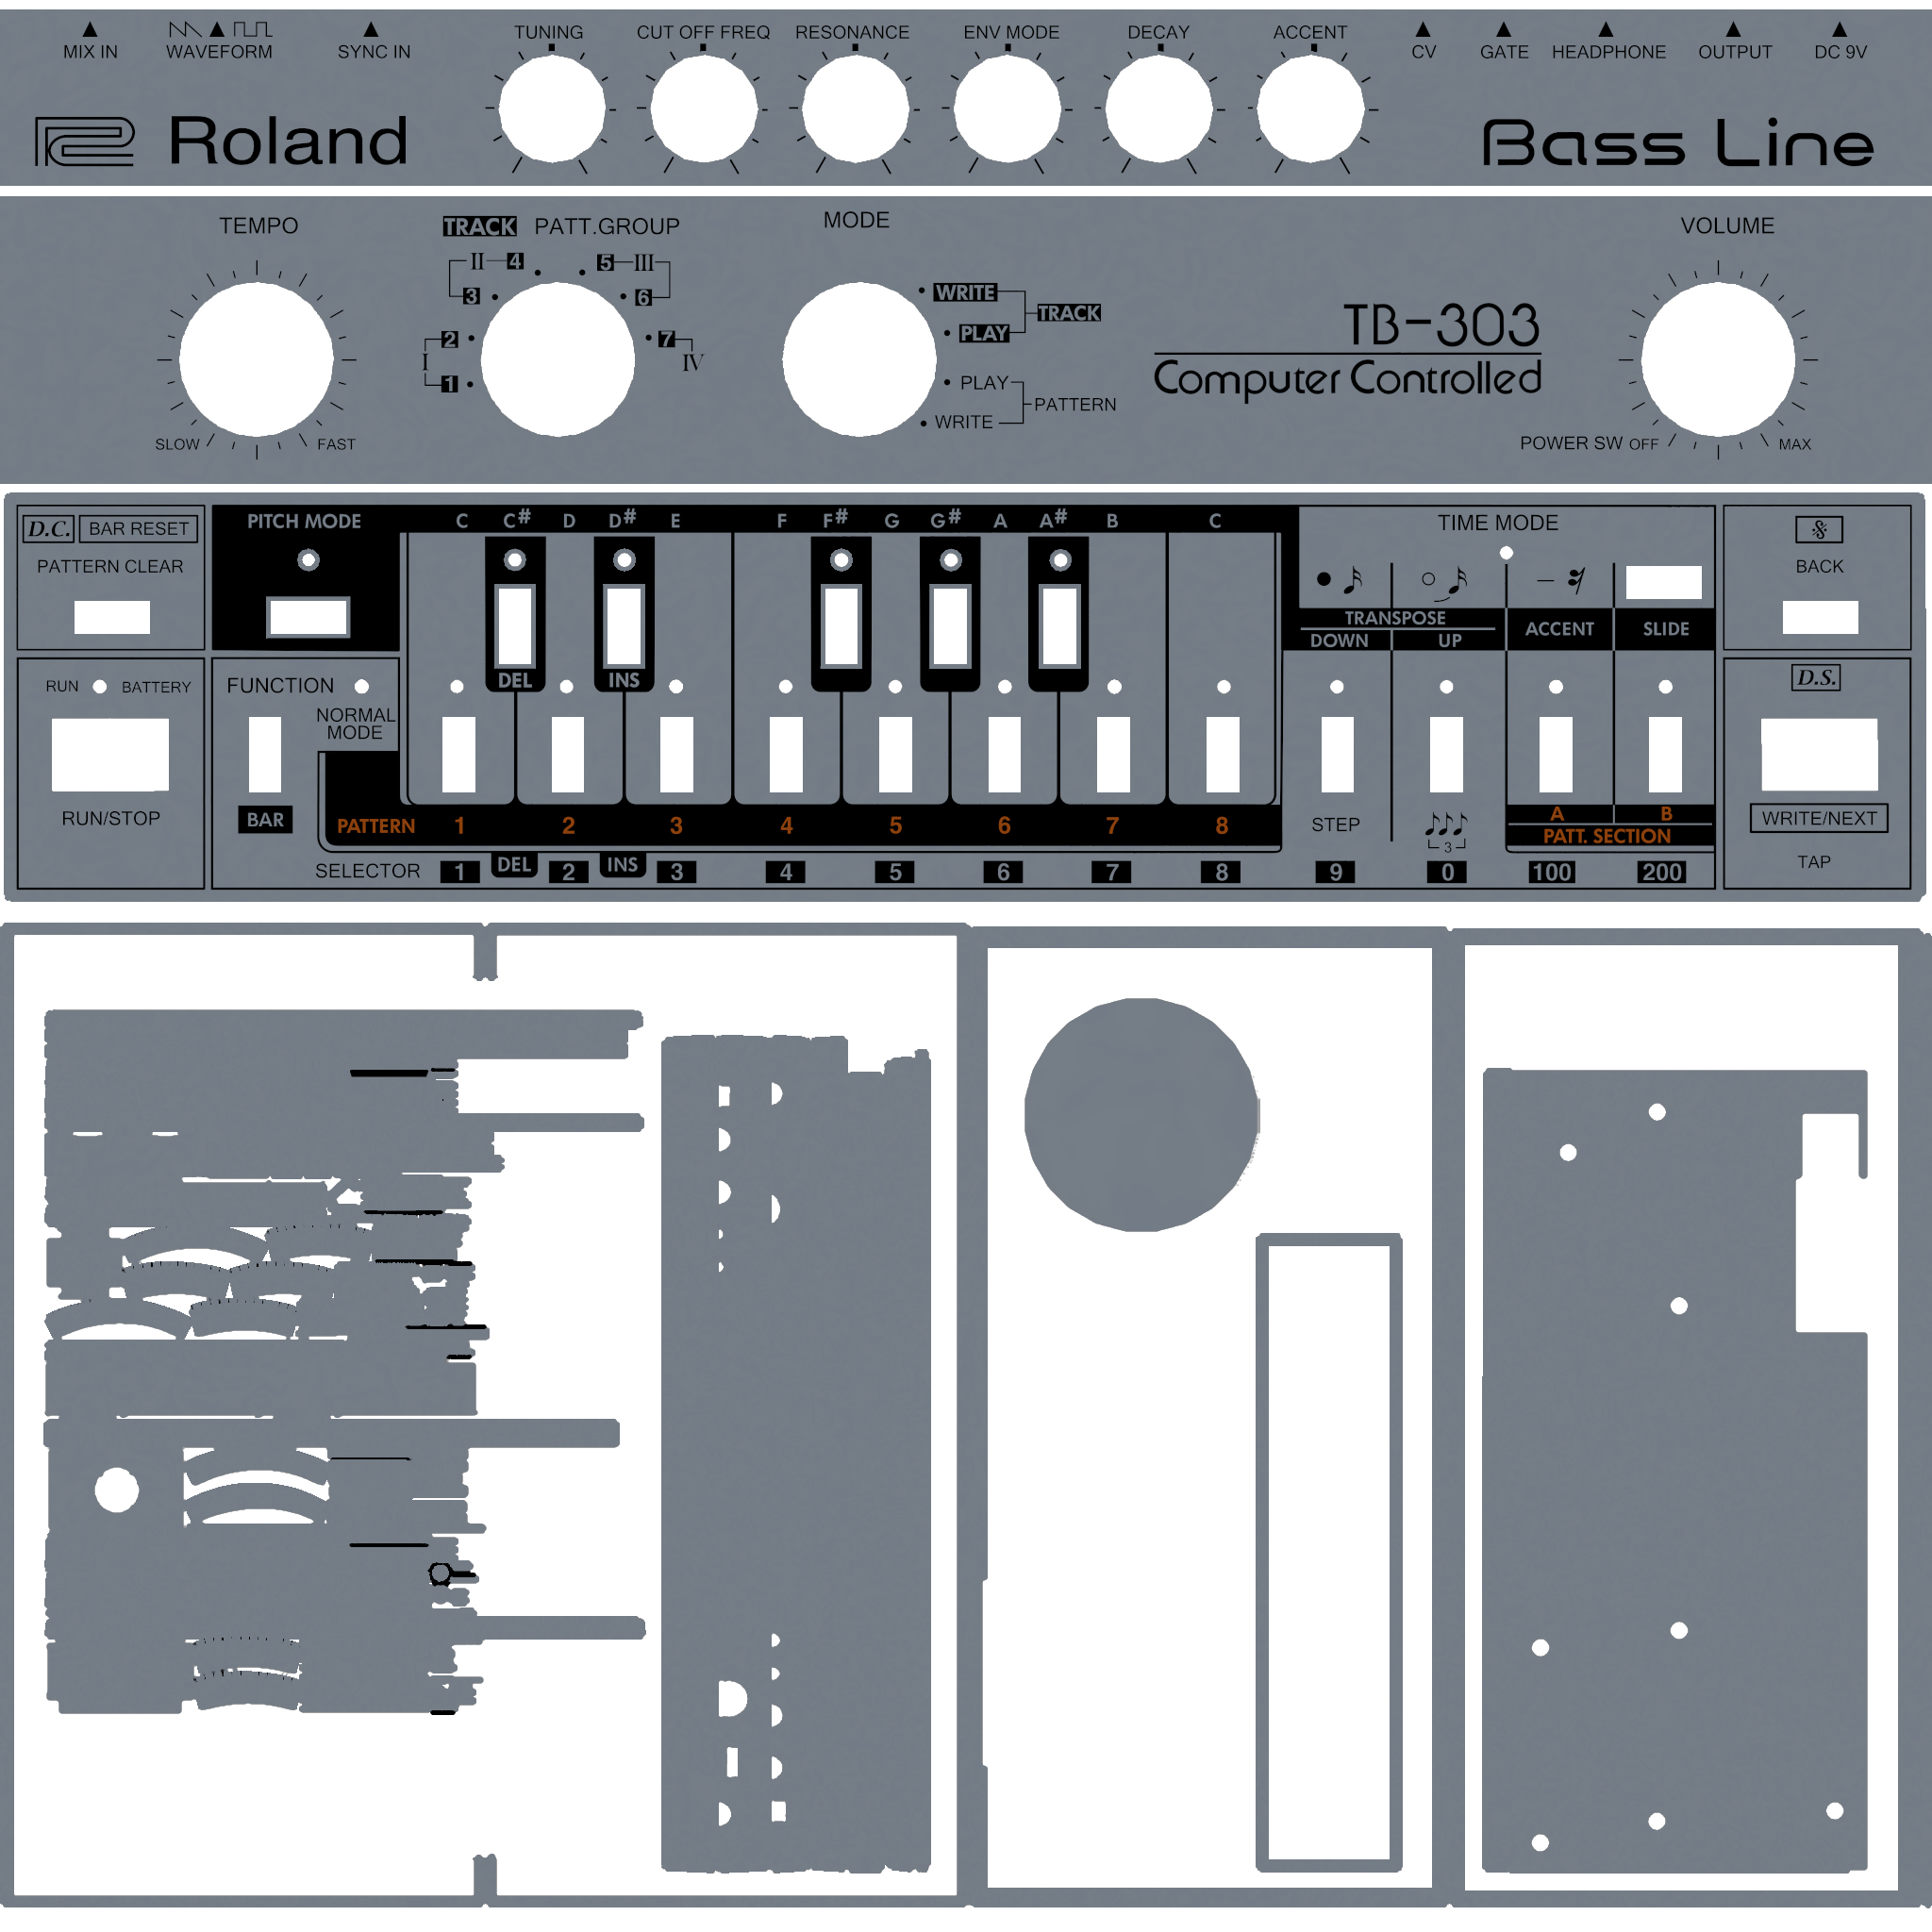 MIX IN WAVEFORM SYNC IN
TUNING CUT OFF FREQ RESONANCE ENV MODE DECAY ACCENT
CV GATE HEADPHONE OUTPUT DC 9V
Roland
Bass Line
TEMPO
SLOW FAST
TRACK PATT.GROUP
II 4 5 III
3 6
2 7
I IV
1
MODE
WRITE
PLAY
TRACK
PLAY
WRITE
PATTERN
TB-303
Computer Controlled
VOLUME
POWER SW OFF MAX
D.C. BAR RESET
PATTERN CLEAR
PITCH MODE
C C# D D# E F F# G G# A A# B C
TIME MODE
TRANSPOSE
DOWN UP ACCENT SLIDE
BACK
RUN BATTERY
RUN/STOP
FUNCTION
NORMAL
MODE
BAR
DEL INS
D.S.
WRITE/NEXT
TAP
PATTERN 1 2 3 4 5 6 7 8
STEP
3
A B
PATT. SECTION
SELECTOR 1 DEL 2 INS 3 4 5 6 7 8 9 0 100 200